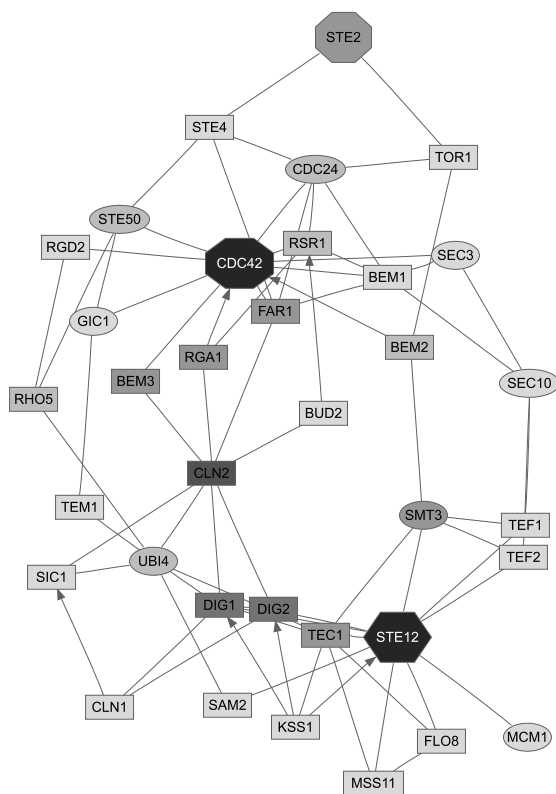 STE2
STE4
TOR1
CDC24
STE50
RGD2
RSR1
SEC3
CDC42
BEM1
FAR1
GIC1
RGA1
BEM2
BEM3
SEC10
RHO5
BUD2
CLN2
TEM1
SMT3
TEF1
UBI4
TEF2
SIC1
DIG1
DIG2
TEC1
STE12
CLN1
SAM2
KSS1
FLO8
MCM1
MSS11